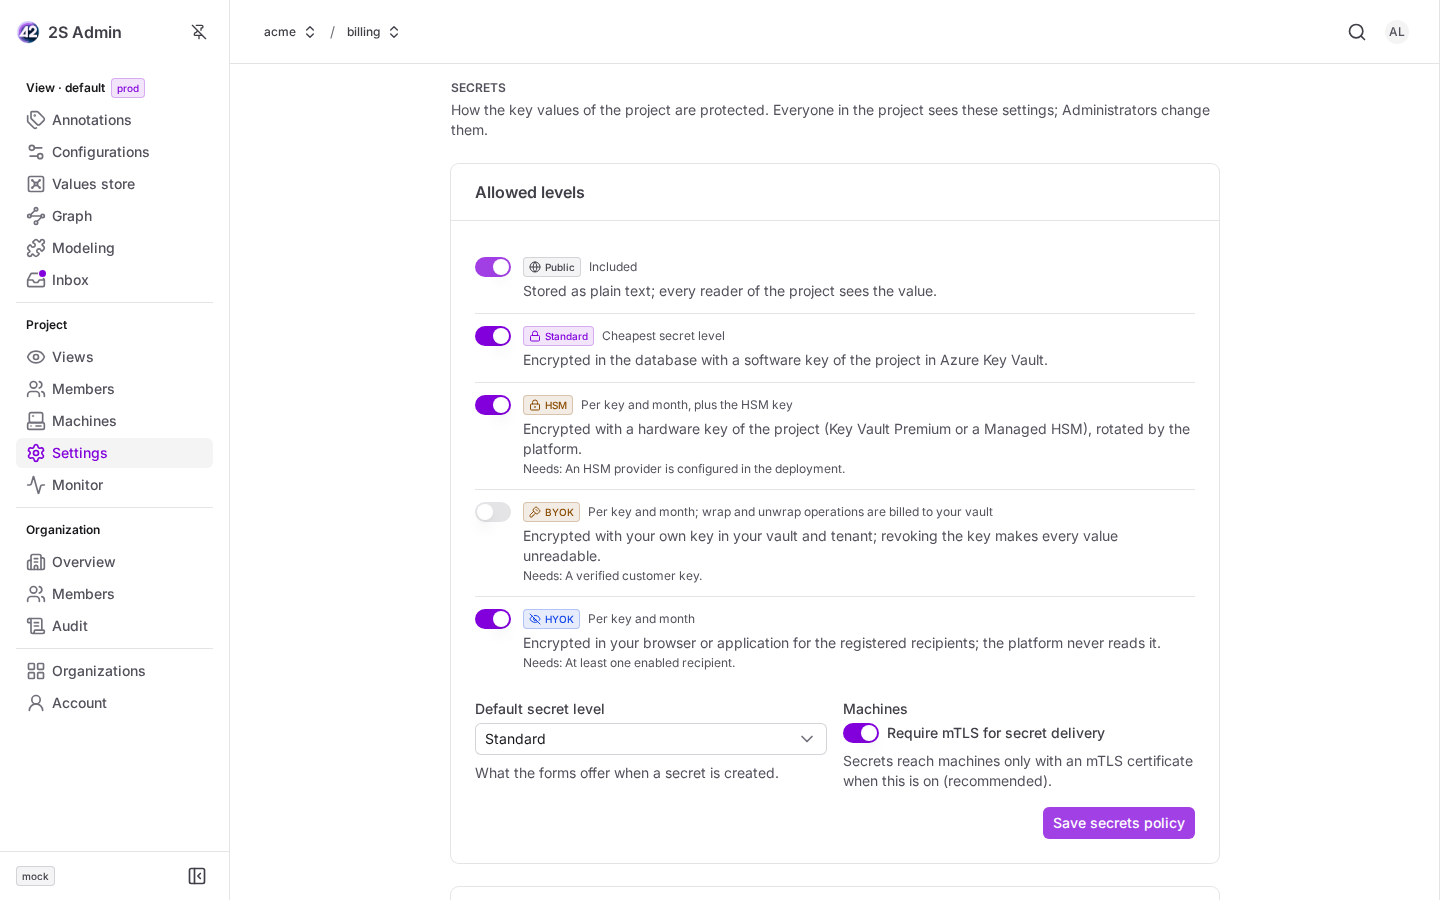 42 2S Admin
acme / billing
AL
View · default prod
Annotations
Configurations
Values store
Graph
Modeling
Inbox
Project
Views
Members
Machines
Settings
Monitor
Organization
Overview
Members
Audit
Organizations
Account
mock
SECRETS
How the key values of the project are protected. Everyone in the project sees these settings; Administrators change
them.
Allowed levels
Public Included
Stored as plain text; every reader of the project sees the value.
Standard Cheapest secret level
Encrypted in the database with a software key of the project in Azure Key Vault.
HSM Per key and month, plus the HSM key
Encrypted with a hardware key of the project (Key Vault Premium or a Managed HSM), rotated by the
platform.
Needs: An HSM provider is configured in the deployment.
BYOK Per key and month; wrap and unwrap operations are billed to your vault
Encrypted with your own key in your vault and tenant; revoking the key makes every value
unreadable.
Needs: A verified customer key.
HYOK Per key and month
Encrypted in your browser or application for the registered recipients; the platform never reads it.
Needs: At least one enabled recipient.
Default secret level
Standard
What the forms offer when a secret is created.
Machines
Require mTLS for secret delivery
Secrets reach machines only with an mTLS certificate
when this is on (recommended).
Save secrets policy